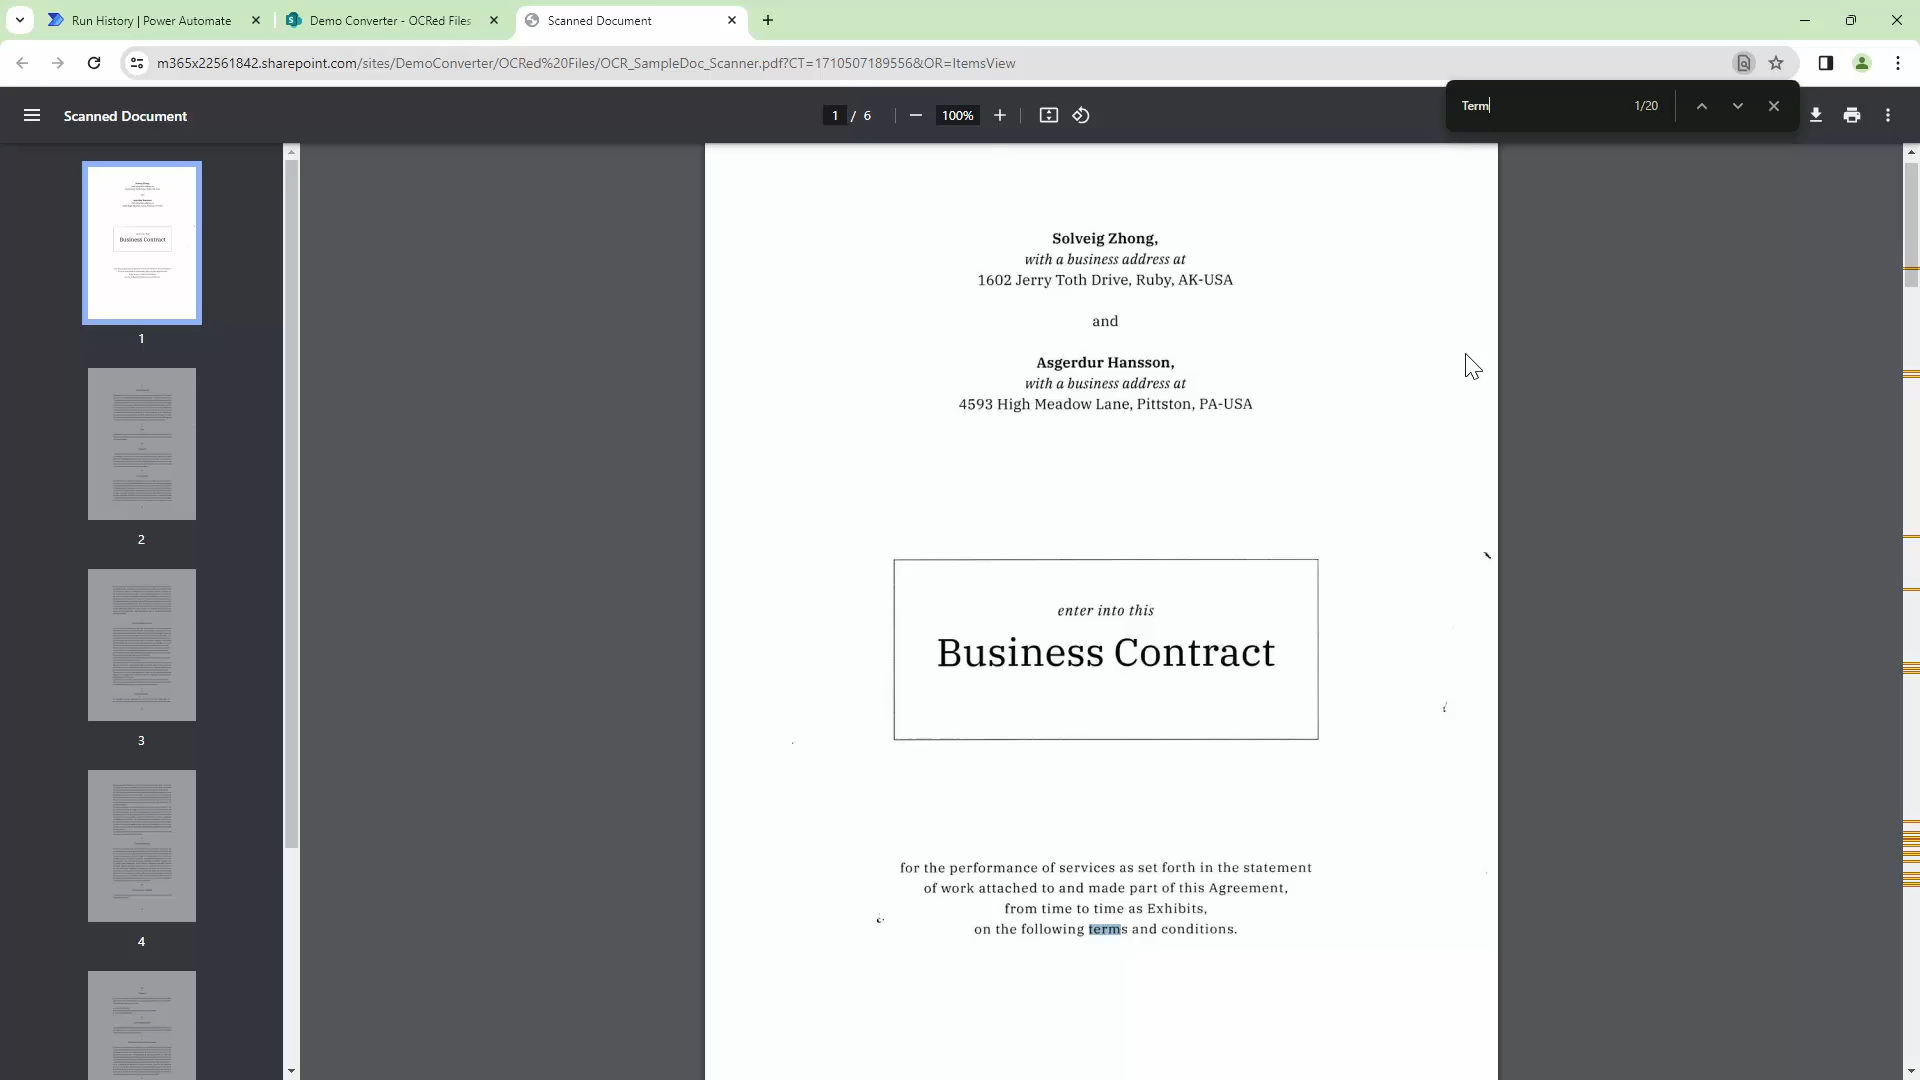 Run History | Power Automate
Demo Converter - OCRed Files
Scanned Document
m365x22561842.sharepoint.com/sites/DemoConverter/OCRed%20Files/OCR_SampleDoc_Scanner.pdf?CT=1710507189556&OR=ItemsView
Scanned Document
1 / 6
100%
Term
1/20
Business Contract
1
2
3
4
Solveig Zhong,
with a business address at
1602 Jerry Toth Drive, Ruby, AK-USA
and
Asgerdur Hansson,
with a business address at
4593 High Meadow Lane, Pittston, PA-USA
enter into this
Business Contract
for the performance of services as set forth in the statement
of work attached to and made part of this Agreement,
from time to time as Exhibits,
on the following terms and conditions.